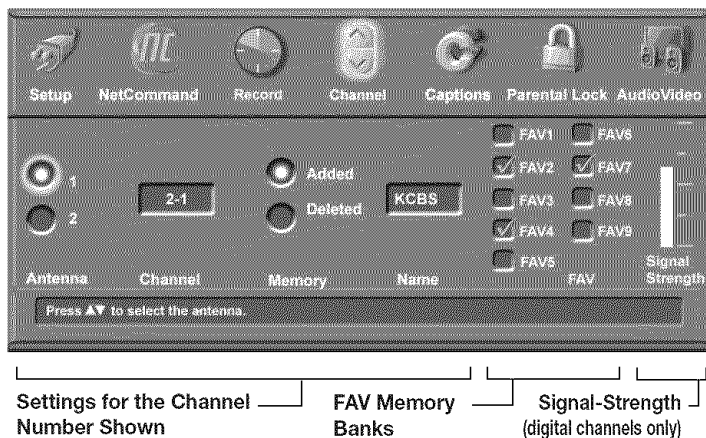 nc
Setup NetCommand Record Channel Captions Parental Lock AudioVideo
FAV1 FAV6
1 Added FAV2 FAV7
2-1 KCBS
2 Deleted FAV3 FAV8
FAV4 FAV9
FAV5
Antenna Channel Memory Name FAV Signal Strength
Press ▲▼ to select the antenna.
Settings for the Channel Number Shown
FAV Memory Banks
Signal-Strength
(digital channels only)